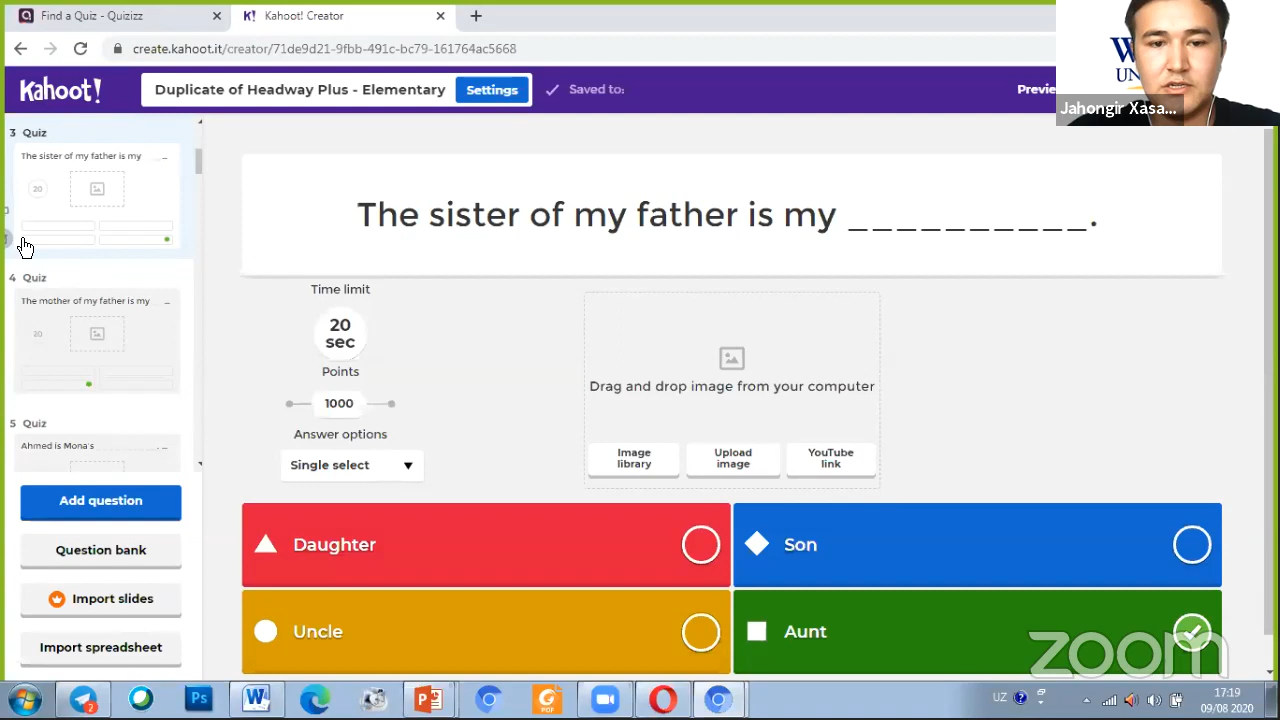 Find a Quiz - Quizizz
K! Kahoot! Creator
create.kahoot.it/creator/71de9d21-9fbb-491c-bc79-161764ac5668
Kahoot!
Duplicate of Headway Plus - Elementary
Settings
Saved to:
Previe
Jahongir Xasa...
3 Quiz
The sister of my father is my
20
4 Quiz
The mother of my father is my
20
5 Quiz
Ahmed is Mona's
Add question
Question bank
Import slides
Import spreadsheet
The sister of my father is my __________.
Time limit
20
sec
Points
1000
Answer options
Single select
Drag and drop image from your computer
Image
library
Upload
image
YouTube
link
Daughter
Son
Uncle
Aunt
zoom
UZ
17:19
09/08 2020